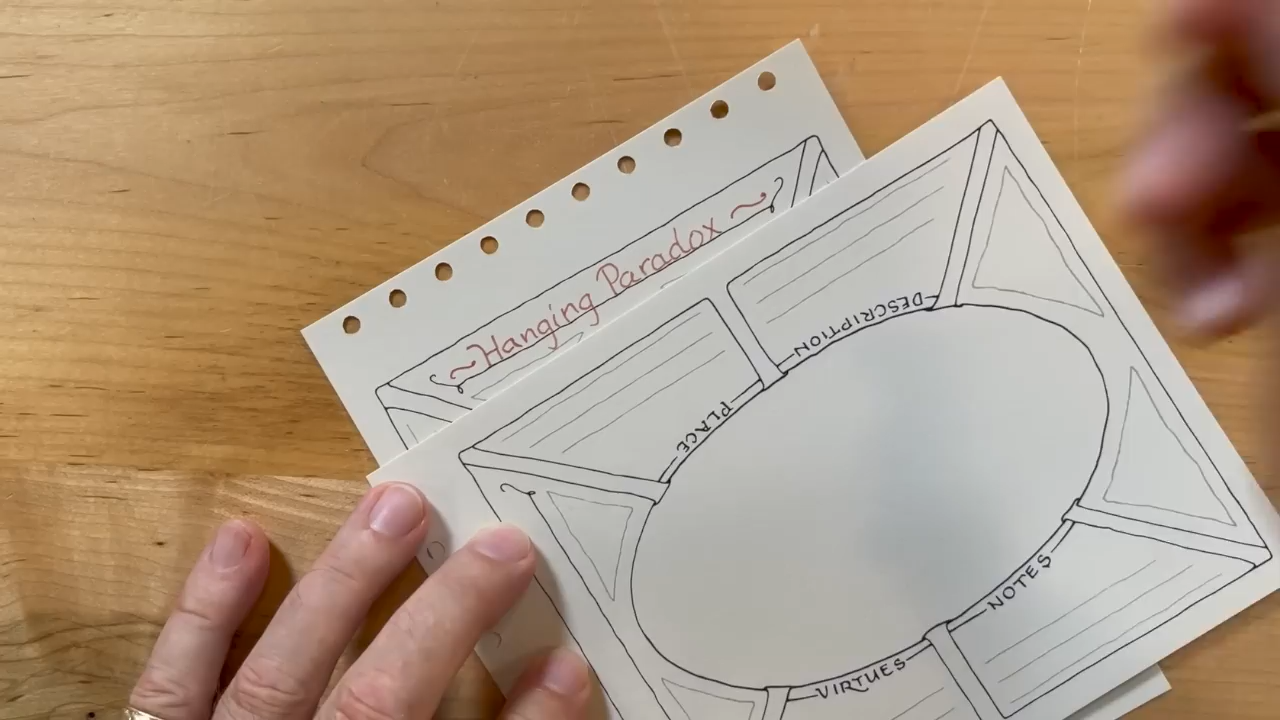 ~Hanging Paradox~
DESCRIPTION
PLACE
NOTES
VIRTUES